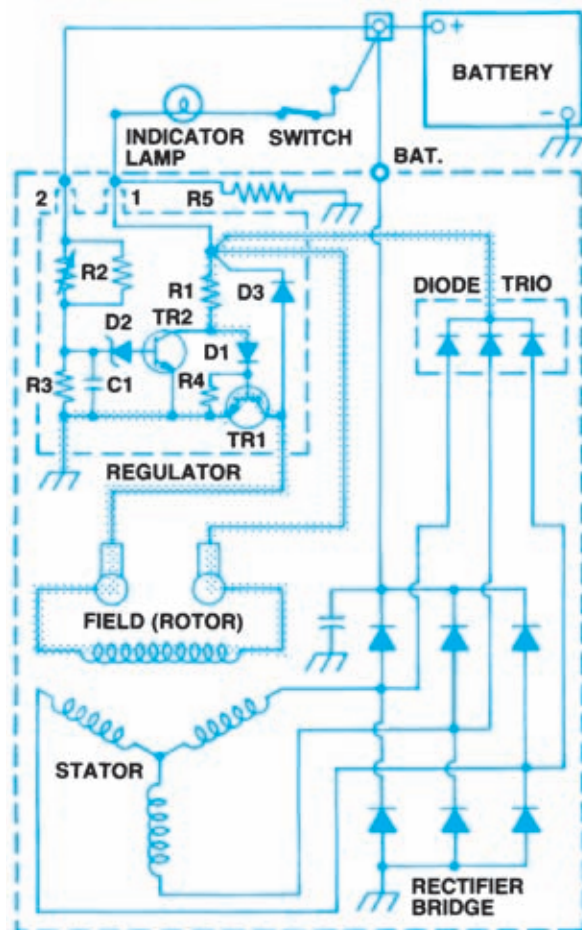 +
BATTERY
-
INDICATOR
LAMP
SWITCH
BAT.
2
1
R5
R2
R1
D3
DIODE TRIO
D2
TR2
D1
R3
C1
R4
TR1
REGULATOR
FIELD (ROTOR)
STATOR
RECTIFIER
BRIDGE